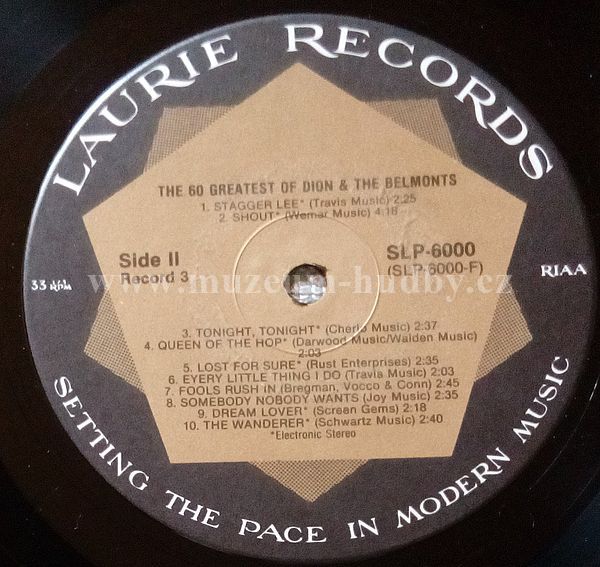 LAURIE RECORDS
THE 60 GREATEST OF DION & THE BELMONTS
1. STAGGER LEE* (Travis Music) 2:25
2. SHOUT* (Wemar Music) 4:18
Side II
Record 3
SLP-6000
(SLP-6000-F)
www.muzeum-hudby.cz
33 1/3
RIAA
3. TONIGHT, TONIGHT* (Cherio Music) 2:37
4. QUEEN OF THE HOP* (Darwood Music/Walden Music)
2:03
5. LOST FOR SURE* (Rust Enterprises) 2:35
6. EYERY LITTLE THING I DO (Travis Music) 2:03
7. FOOLS RUSH IN (Bregman, Vocco & Conn) 2:45
8. SOMEBODY NOBODY WANTS (Joy Music) 2:35
9. DREAM LOVER* (Screan Gems) 2:18
10. THE WANDERER* (Schwartz Music) 2:40
*Electronic Stereo
SETTING THE PACE IN MODERN MUSIC